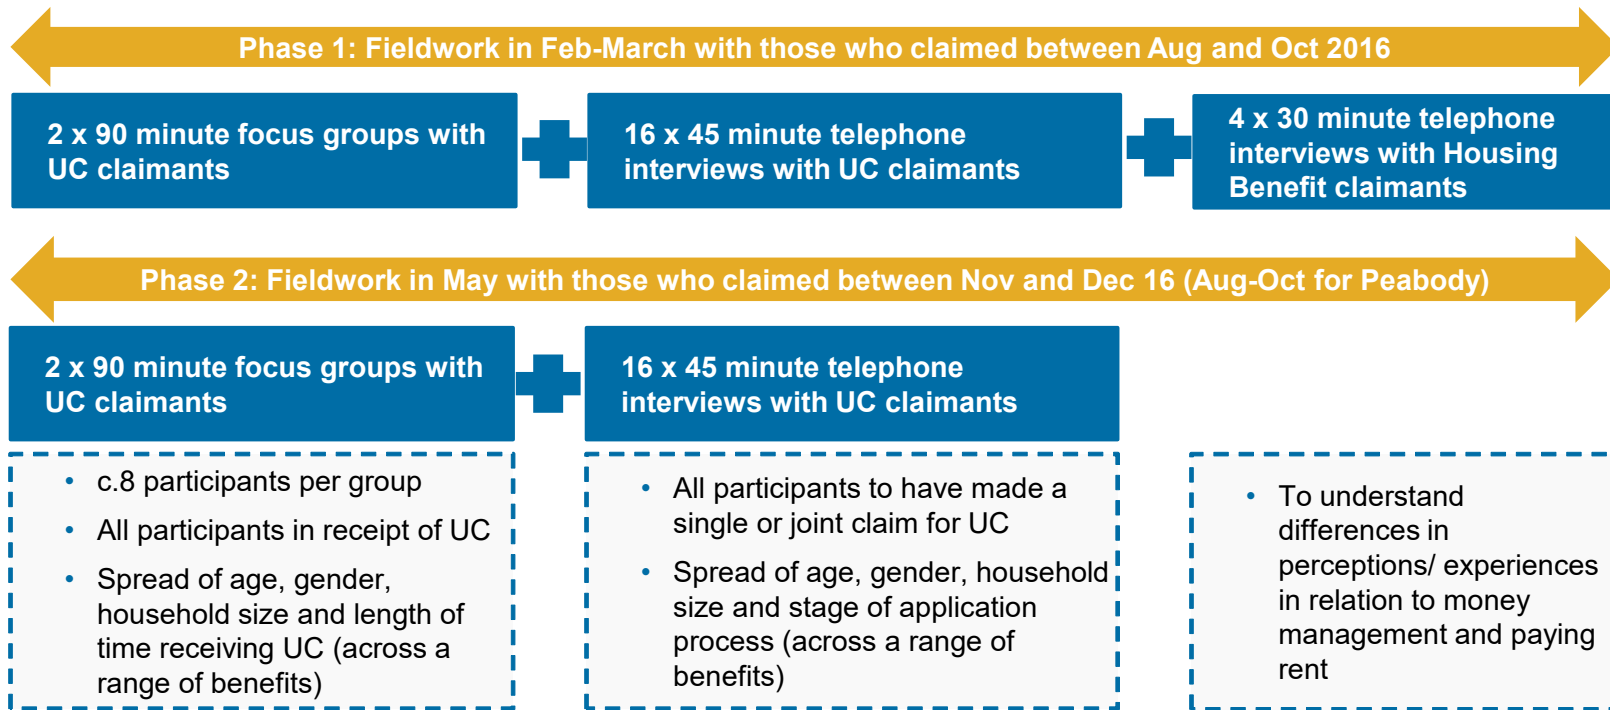 Phase 1: Fieldwork in Feb-March with those who claimed between Aug and Oct 2016
2 x 90 minute focus groups with
UC claimants
16 x 45 minute telephone
interviews with UC claimants
4 x 30 minute telephone
interviews with Housing
Benefit claimants
Phase 2: Fieldwork in May with those who claimed between Nov and Dec 16 (Aug-Oct for Peabody)
2 x 90 minute focus groups with
UC claimants
16 x 45 minute telephone
interviews with UC claimants
• c.8 participants per group
• All participants in receipt of UC
• Spread of age, gender,
household size and length of
time receiving UC (across a
range of benefits)
• All participants to have made a
single or joint claim for UC
• Spread of age, gender, household
size and stage of application
process (across a range of
benefits)
• To understand
differences in
perceptions/ experiences
in relation to money
management and paying
rent